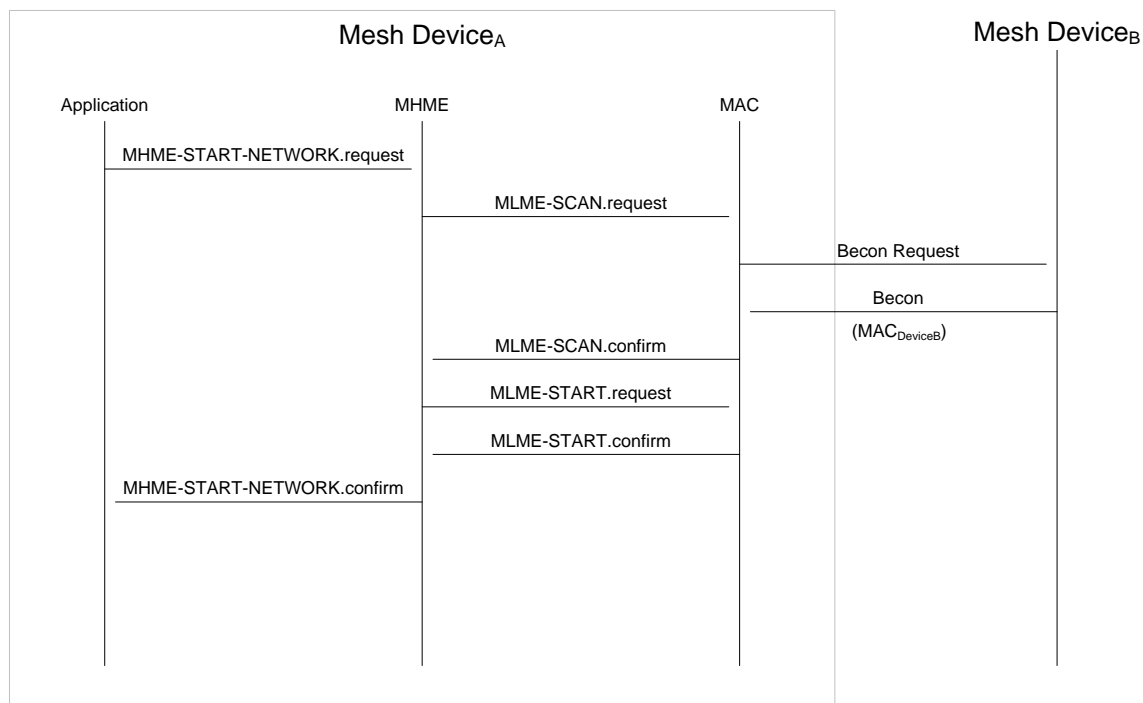 Mesh DeviceA
Mesh DeviceB
Application
MHME
MAC
MHME-START-NETWORK.request
MLME-SCAN.request
Becon Request
Becon
(MACDeviceB)
MLME-SCAN.confirm
MLME-START.request
MLME-START.confirm
MHME-START-NETWORK.confirm